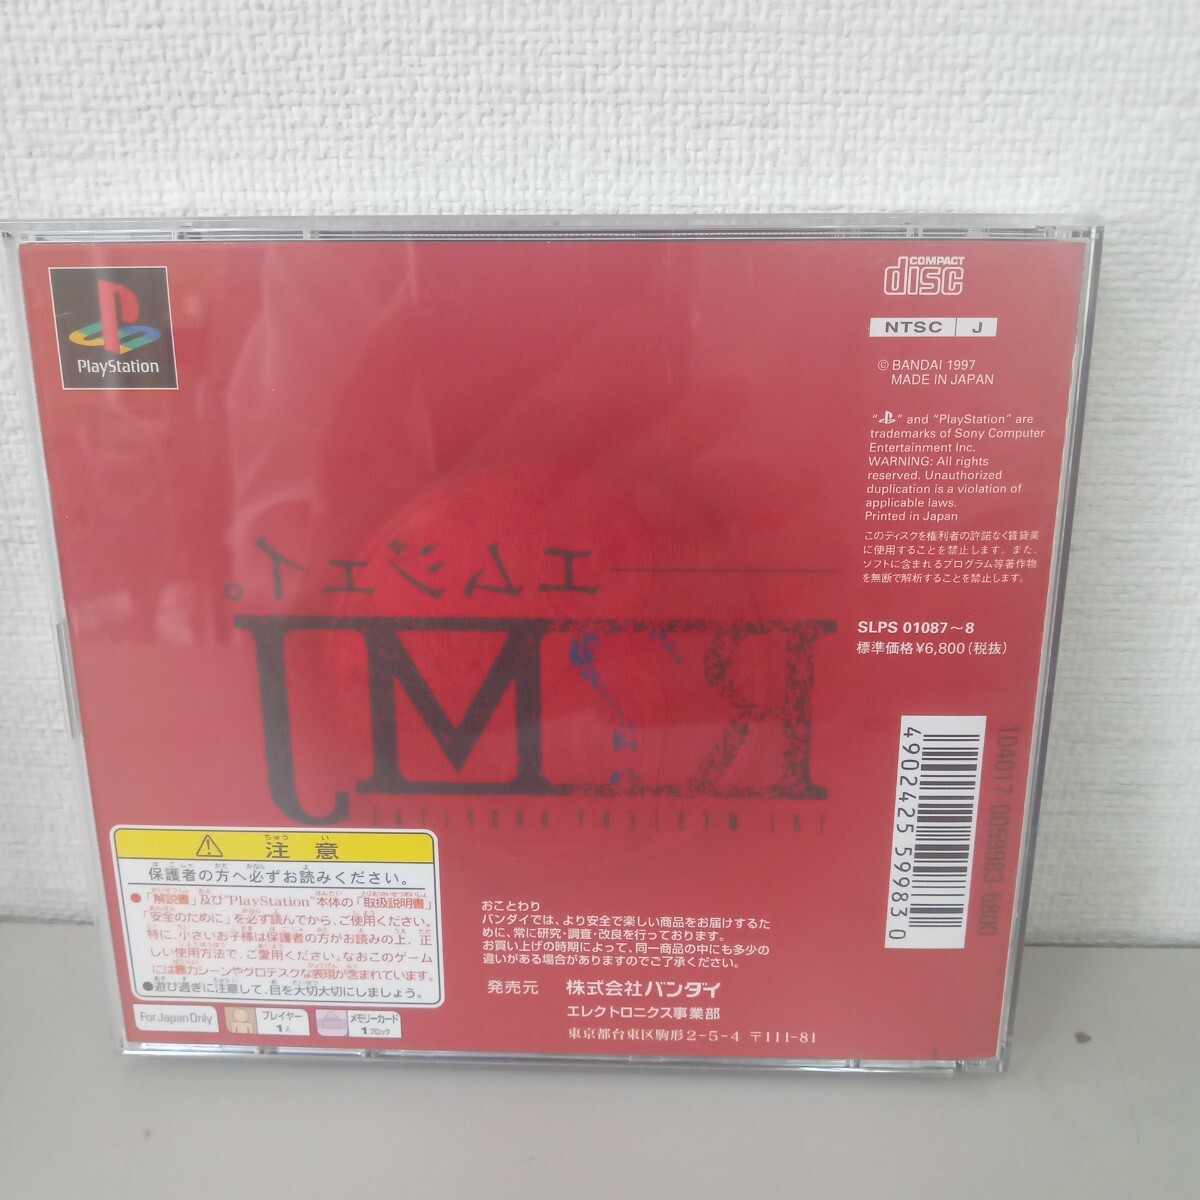 PlayStation
COMPACT
disc
NTSC J
© BANDAI 1997
MADE IN JAPAN
" " and "PlayStation" are
trademarks of Sony Computer
Entertainment Inc.
WARNING: All rights
reserved. Unauthorized
duplication is a violation of
applicable laws.
Printed in Japan
このディスクを権利者の許諾なく賃貸業
に使用することを禁止します。また、
ソフトに含まれるプログラム等著作物
を無断で解析することを禁止します。
エムジェイ。
SLPS 01087～8
標準価格¥6,800(税抜)
4902425 599830
104017-0059983 6800
注意
保護者の方へ必ずお読みください。
●「解説書」及び"PlayStation"本体の「取扱説明書」
「安全のために」を必ず読んでから、ご使用ください。
特に、小さいお子様は保護者の方がお読みの上、正
しい使用方法で、ご愛用ください。なおこのゲーム
には暴力シーンやグロテスクな表現が含まれています。
●遊び過ぎに注意して、目を大切大切にしましょう。
For Japan Only
プレイヤー
1人
メモリーカード
1ブロック
おことわり
バンダイでは、より安全で楽しい商品をお届けするた
めに、常に研究・調査・改良を行っております。
お買い上げの時期によって、同一商品の中にも多少の
違いがある場合がありますのでご了承ください。
発売元 株式会社バンダイ
エレクトロニクス事業部
東京都台東区駒形2-5-4 〒111-81